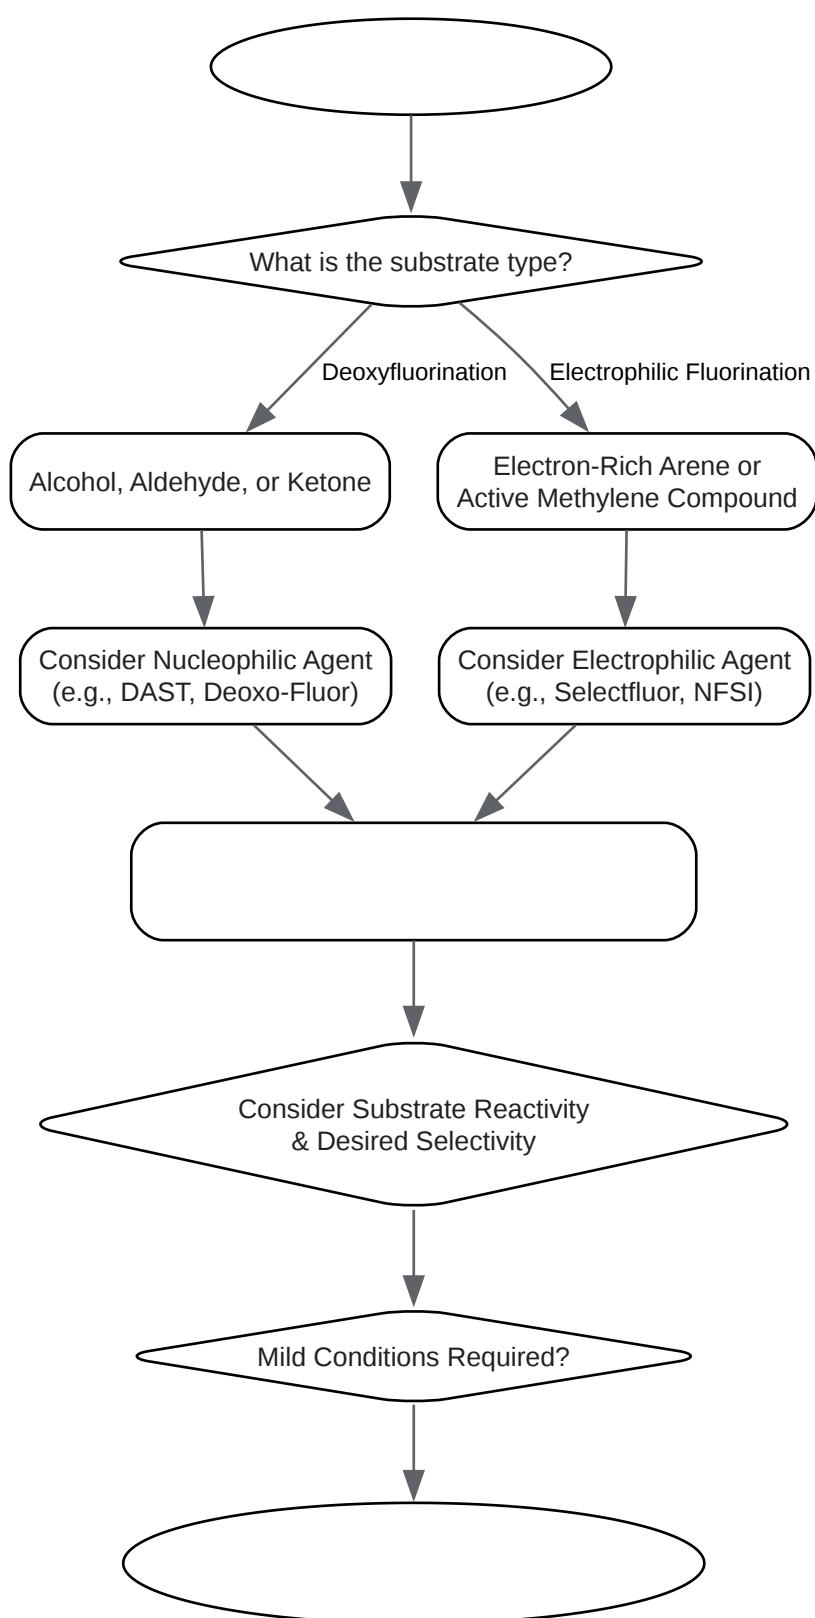 What is the substrate type?
Deoxyfluorination
Electrophilic Fluorination
Alcohol, Aldehyde, or Ketone
Electron-Rich Arene or
Active Methylene Compound
Consider Nucleophilic Agent
(e.g., DAST, Deoxo-Fluor)
Consider Electrophilic Agent
(e.g., Selectfluor, NFSI)
Consider Substrate Reactivity
& Desired Selectivity
Mild Conditions Required?